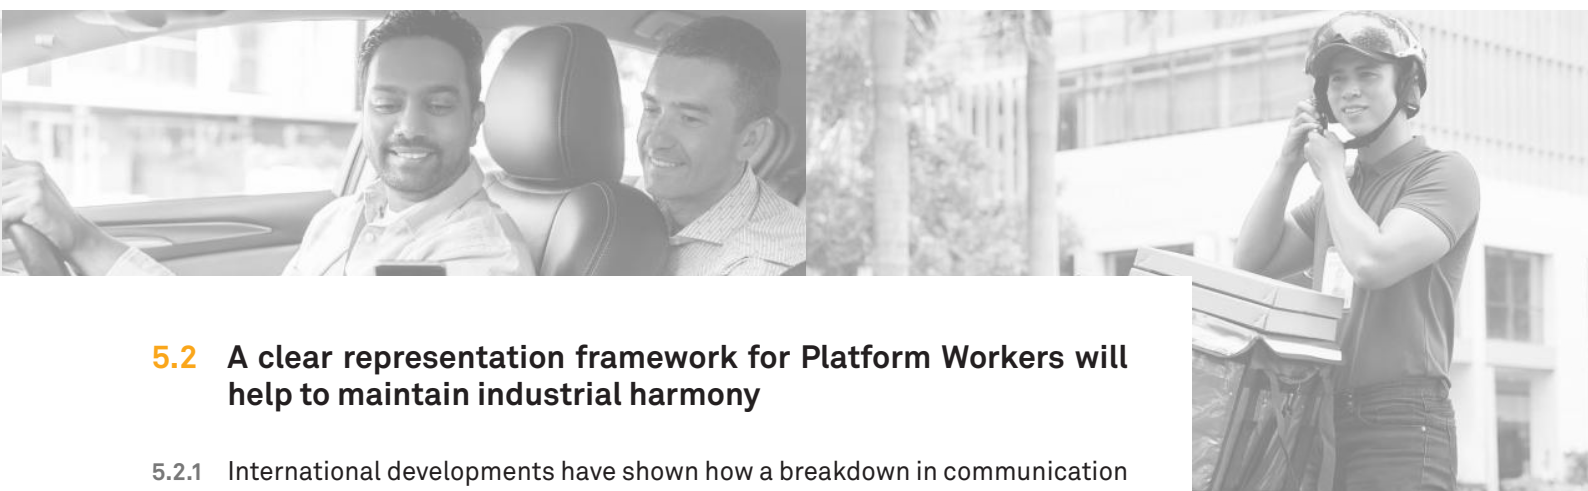 5.2 A clear representation framework for Platform Workers will
help to maintain industrial harmony
5.2.1 International developments have shown how a breakdown in communication